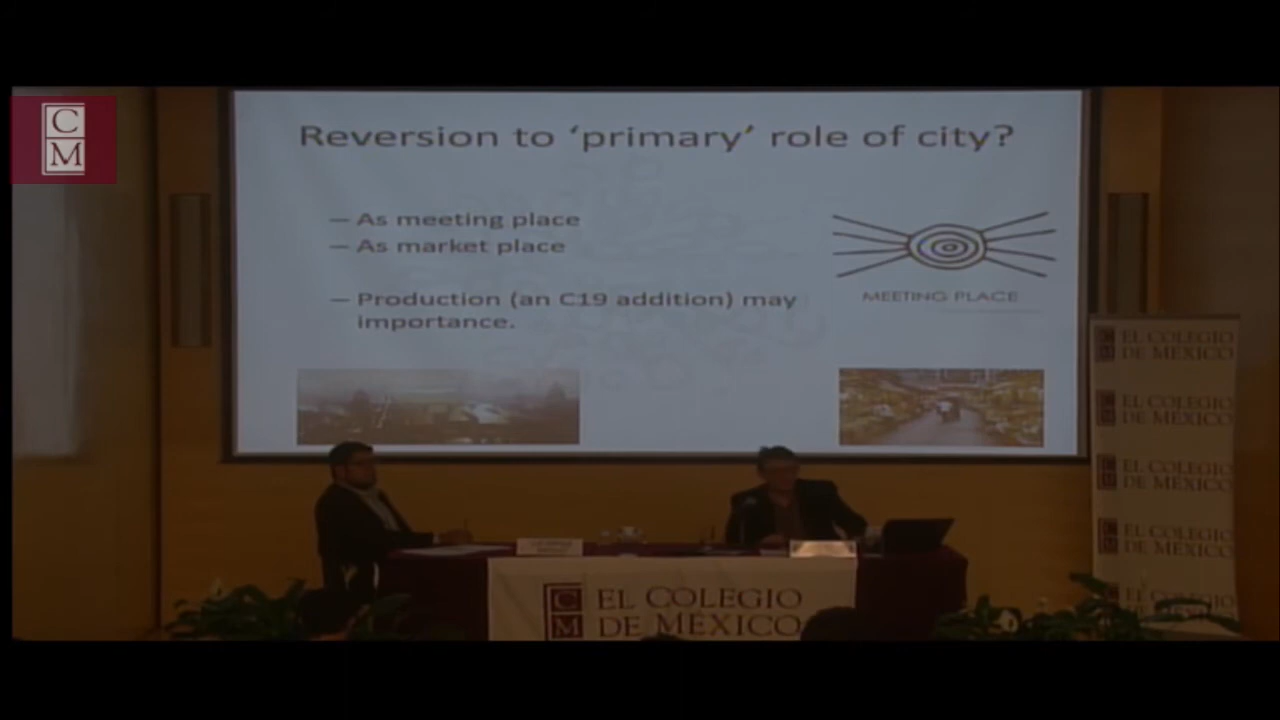 C
M
Reversion to ‘primary’ role of city?
– As meeting place
– As market place
– Production (an C19 addition) may
importance.
MEETING PLACE
EL COLEGIO
DE MÉXICO
EL COLEGIO
DE MÉXICO
EL COLEGIO
DE MÉXICO
EL COLEGIO
DE MÉXICO
EL COLEGIO
C
M
EL COLEGIO
DE MÉXICO